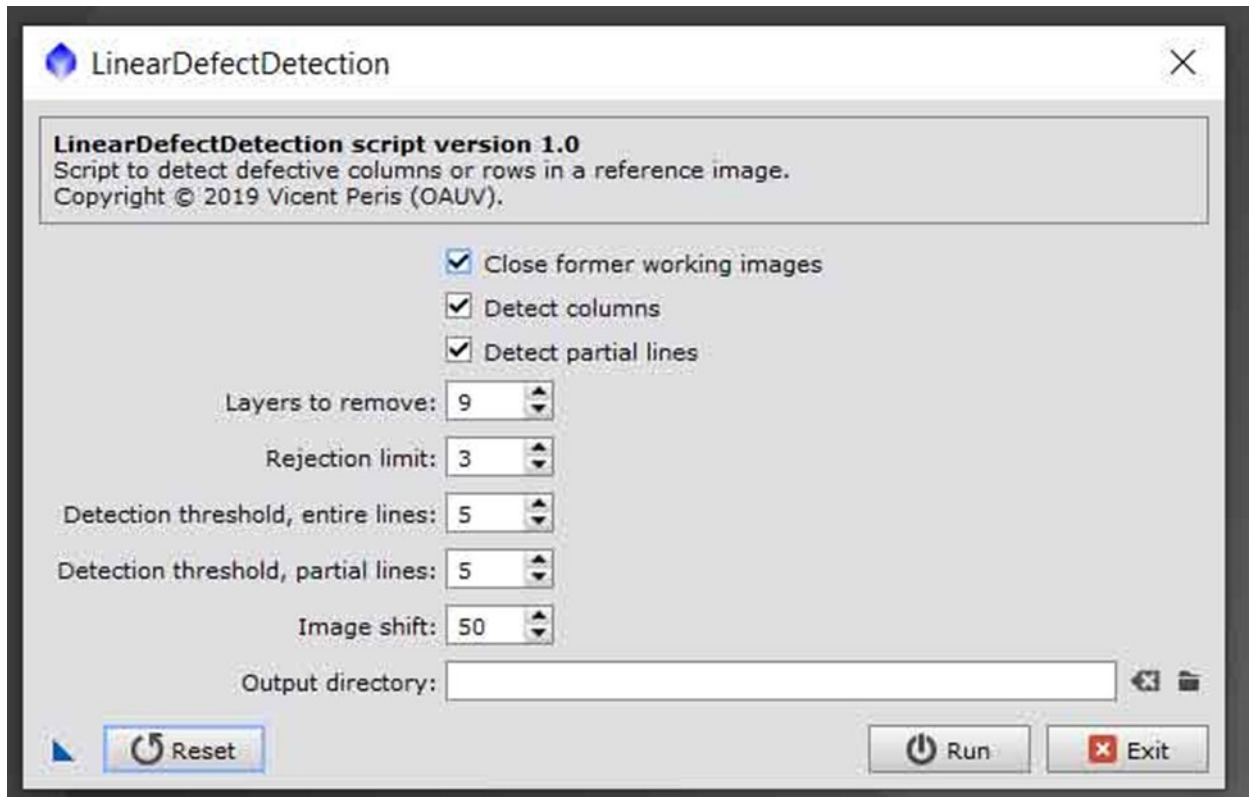 LinearDefectDetection
LinearDefectDetection script version 1.0
Script to detect defective columns or rows in a reference image.
Copyright © 2019 Vicent Peris (OAUV).
Close former working images
Detect columns
Detect partial lines
Layers to remove: 9
Rejection limit: 3
Detection threshold, entire lines: 5
Detection threshold, partial lines: 5
Image shift: 50
Output directory:
Reset Run Exit